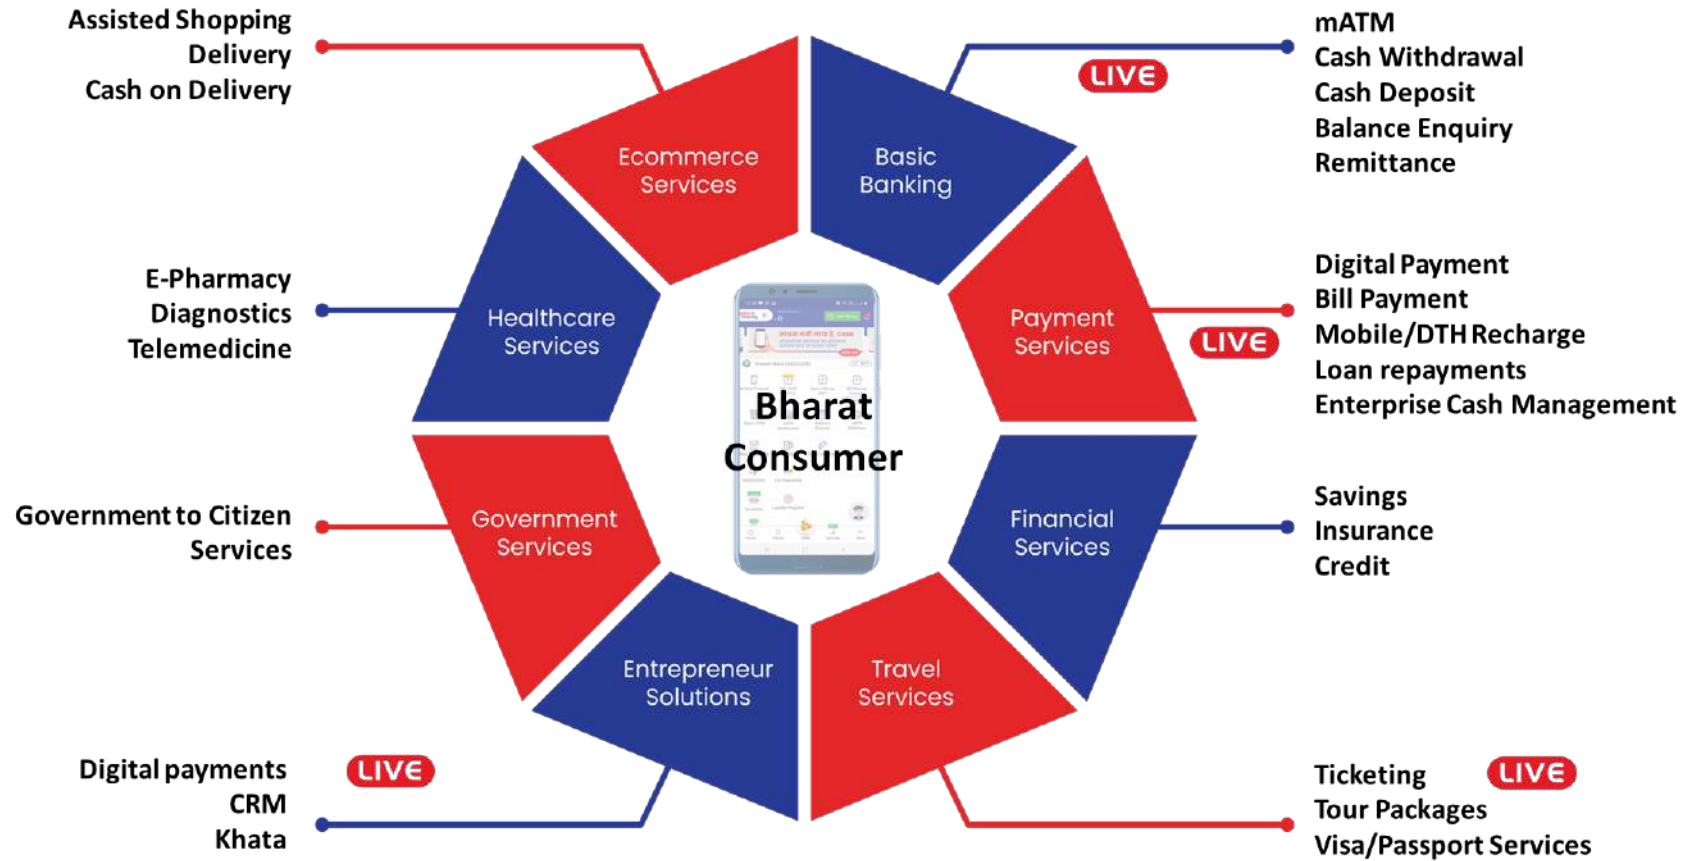 Assisted Shopping
Delivery
Cash on Delivery
Ecommerce
Services
Basic
Banking
LIVE
mATM
Cash Withdrawal
Cash Deposit
Balance Enquiry
Remittance
E-Pharmacy
Diagnostics
Telemedicine
Healthcare
Services
Payment
Services
LIVE
Digital Payment
Bill Payment
Mobile/DTH Recharge
Loan repayments
Enterprise Cash Management
Bharat
Consumer
Government to Citizen
Services
Government
Services
Financial
Services
Savings
Insurance
Credit
Entrepreneur
Solutions
Travel
Services
Digital payments
CRM
Khata
LIVE
Ticketing
LIVE
Tour Packages
Visa/Passport Services